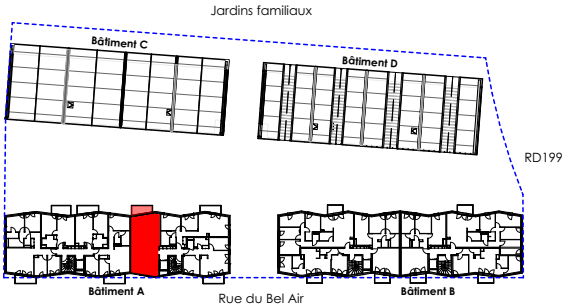 Jardins familiaux
Bâtiment C
Bâtiment D
RD199
Bâtiment A
Bâtiment B
Rue du Bel Air